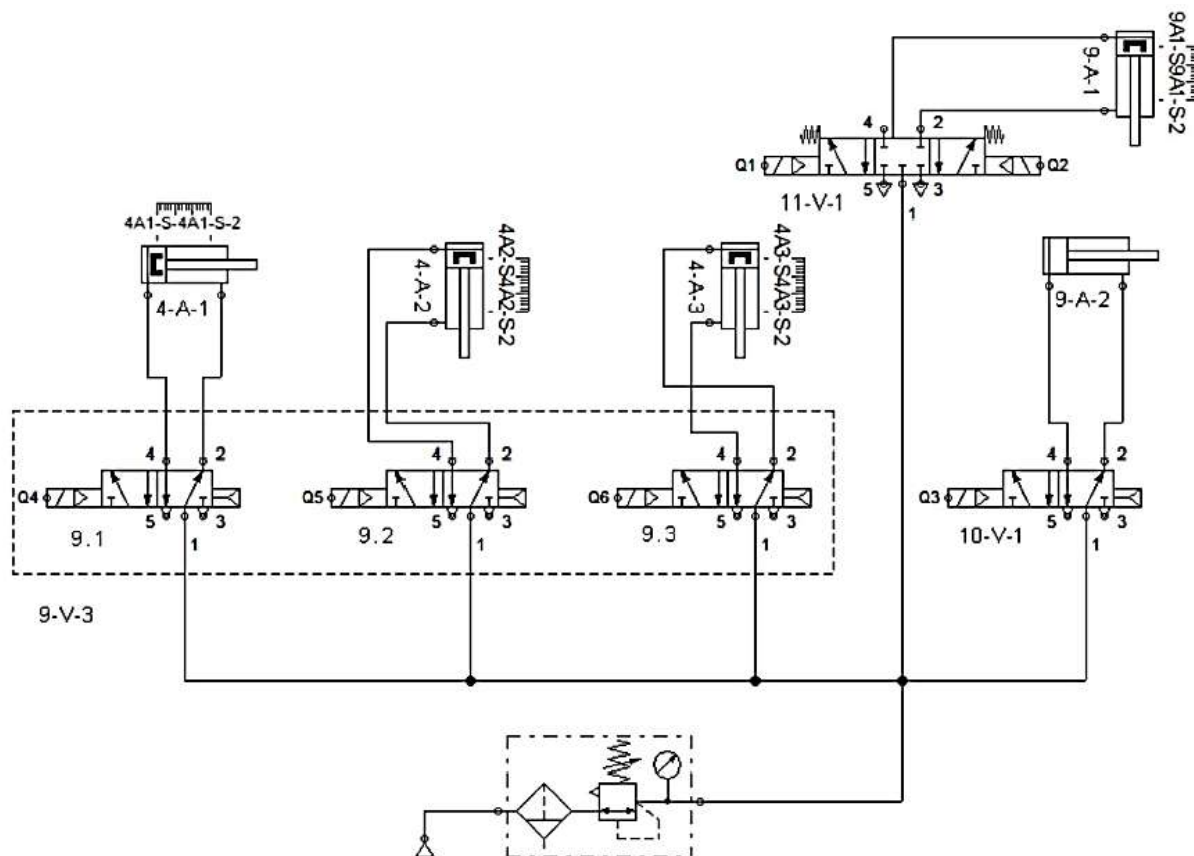 9A1-S9A1-S-2
9-A-1
4 2
Q1 Q2
5 3
11-V-1 1
4A1-S-4A1-S-2
4-A-1
4A2-S4A2-S-2
4-A-2
4A3-S4A3-S-2
4-A-3
9-A-2
4 2
Q4
5 3
9.1 1
4 2
Q5
5 3
9.2 1
4 2
Q6
5 3
9.3 1
4 2
Q3
5 3
10-V-1 1
9-V-3